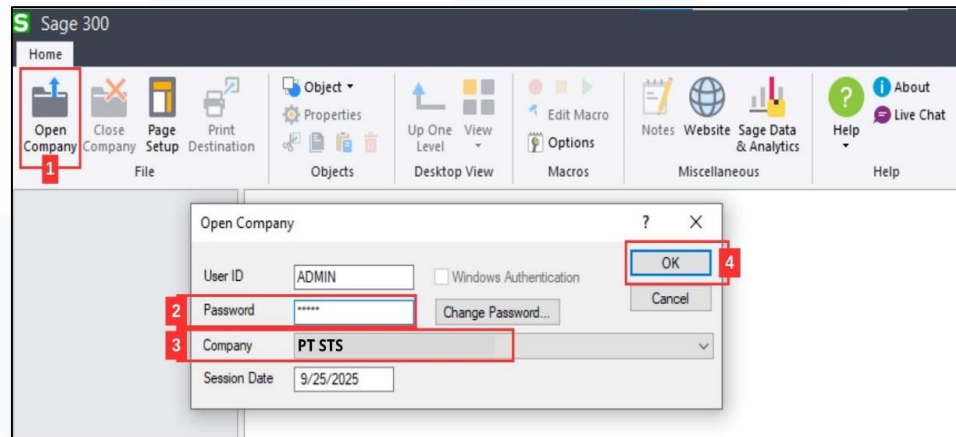 S Sage 300
Home
Open Company
Close Company
Page Setup
Print Destination
File
1
Object
Properties
Objects
Up One Level
View
Desktop View
Edit Macro
Options
Macros
Notes
Website
Sage Data & Analytics
Miscellaneous
Help
About
Live Chat
Help
Open Company ? X
User ID ADMIN Windows Authentication OK 4
2 Password ***** Change Password... Cancel
3 Company PT STS
Session Date 9/25/2025